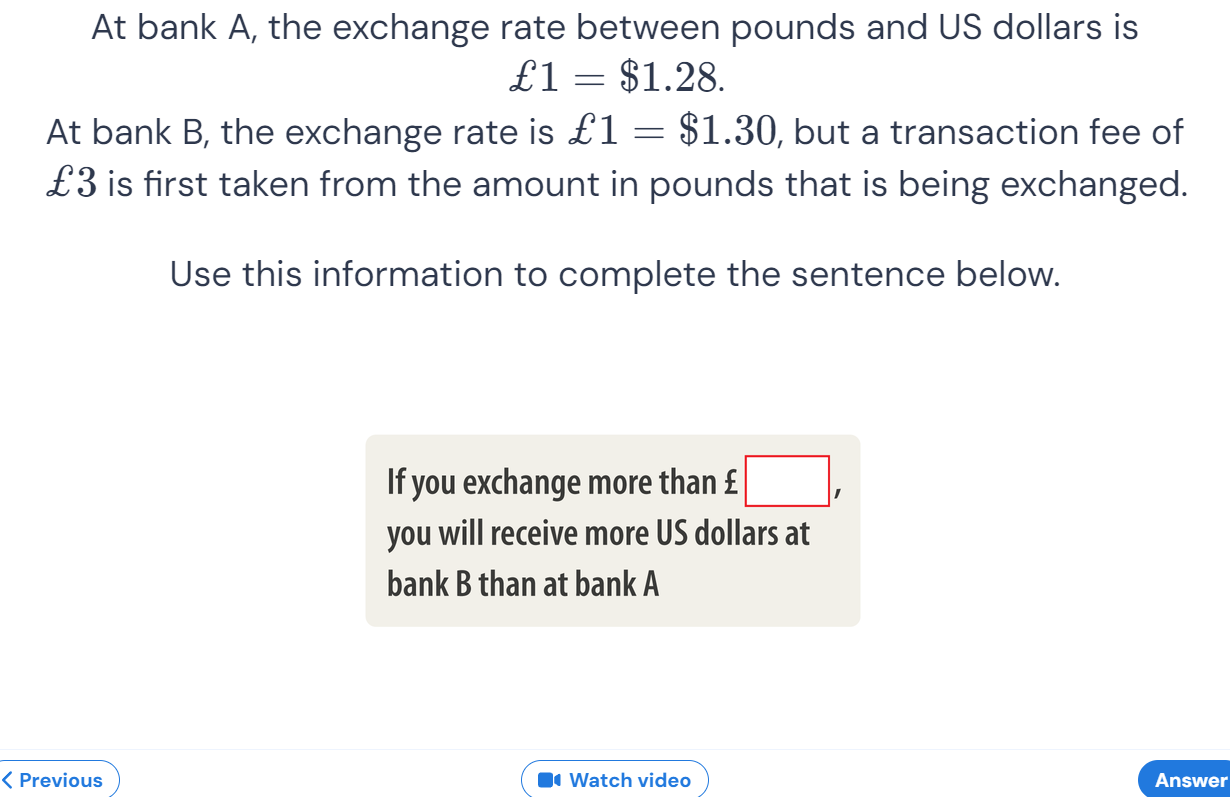 At bank A, the exchange rate between pounds and US dollars is
£1 = $1.28.
At bank B, the exchange rate is £1 = $1.30, but a transaction fee of
£3 is first taken from the amount in pounds that is being exchanged.
Use this information to complete the sentence below.
If you exchange more than £ ,
you will receive more US dollars at
bank B than at bank A
Previous
Watch video
Answer